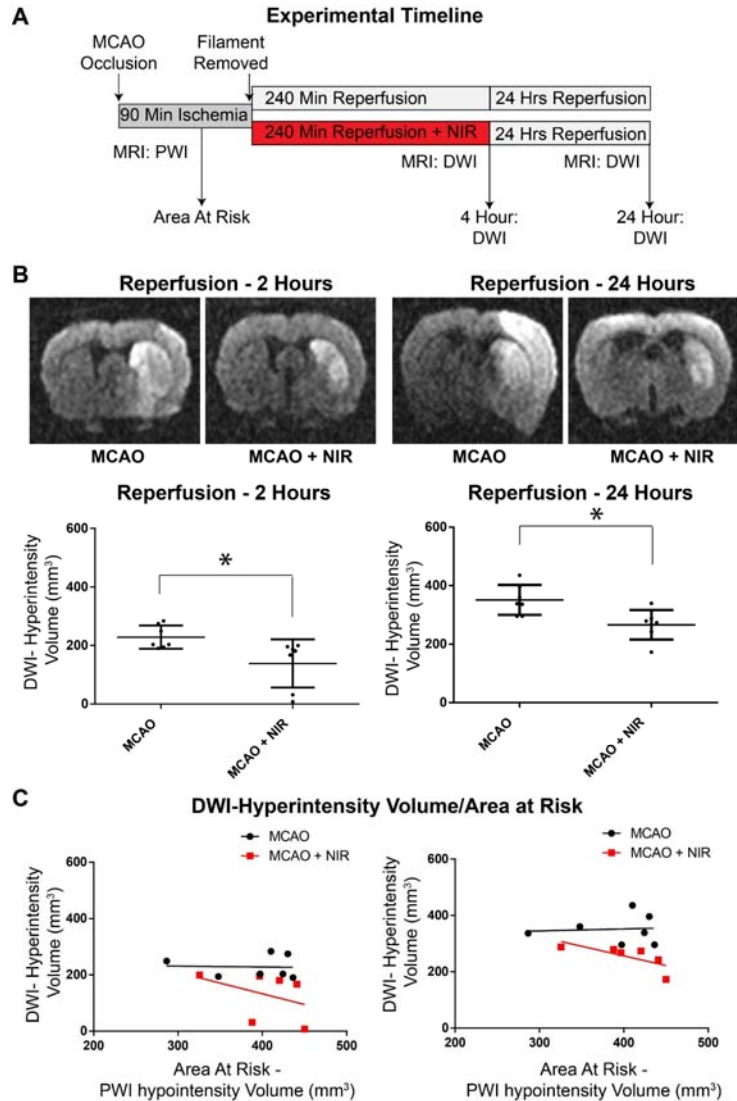 A
Experimental Timeline
MCAO
Occlusion
Filament
Removed
90 Min Ischemia
240 Min Reperfusion
24 Hrs Reperfusion
240 Min Reperfusion + NIR
24 Hrs Reperfusion
MRI: PWI
MRI: DWI
MRI: DWI
Area At Risk
4 Hour:
DWI
24 Hour:
DWI
B
Reperfusion - 2 Hours
Reperfusion - 24 Hours
MCAO
MCAO + NIR
MCAO
MCAO + NIR
Reperfusion - 2 Hours
DWI- Hyperintensity
Volume (mm³)
600
400
200
0
*
MCAO
MCAO + NIR
Reperfusion - 24 Hours
DWI- Hyperintensity
Volume (mm³)
600
400
200
0
*
MCAO
MCAO + NIR
C
DWI-Hyperintensity Volume/Area at Risk
MCAO
MCAO + NIR
DWI- Hyperintensity
Volume (mm³)
600
400
200
0
200
300
400
500
Area At Risk -
PWI hypointensity Volume (mm³)
MCAO
MCAO + NIR
DWI- Hyperintensity
Volume (mm³)
600
400
200
0
200
300
400
500
Area At Risk -
PWI hypointensity Volume (mm³)